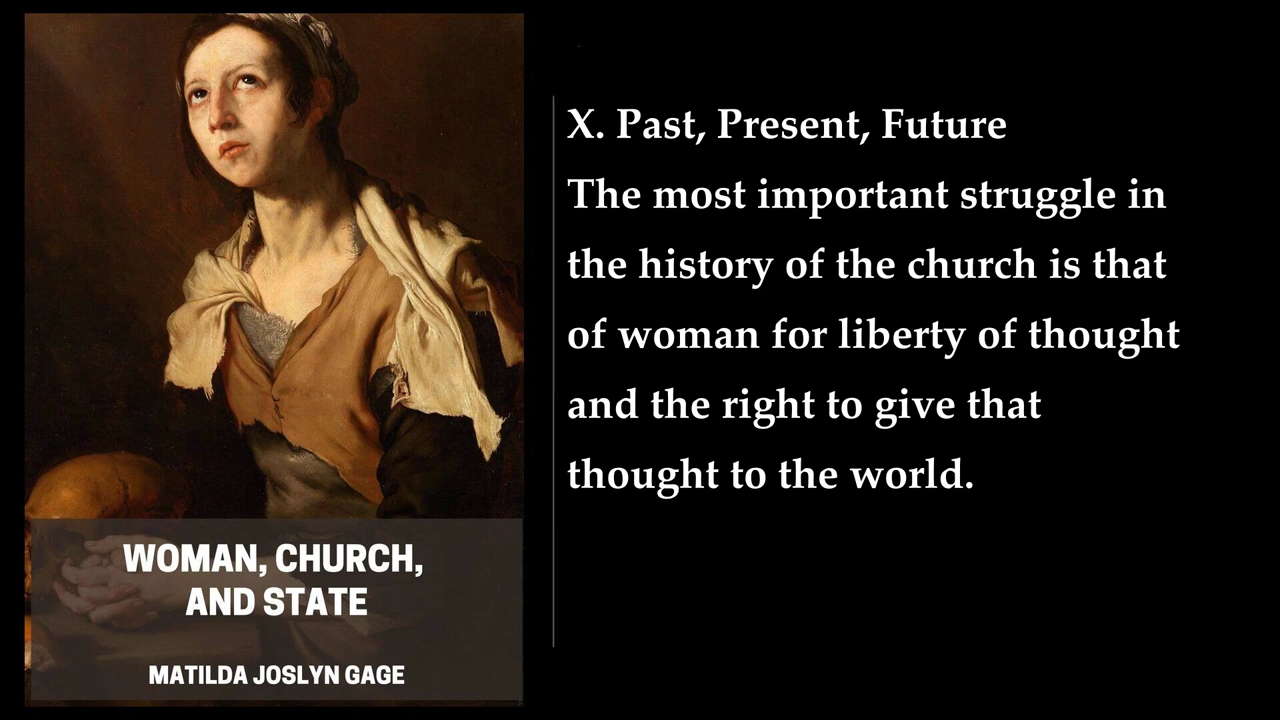 X. Past, Present, Future
The most important struggle in
the history of the church is that
of woman for liberty of thought
and the right to give that
thought to the world.
WOMAN, CHURCH,
AND STATE
MATILDA JOSLYN GAGE